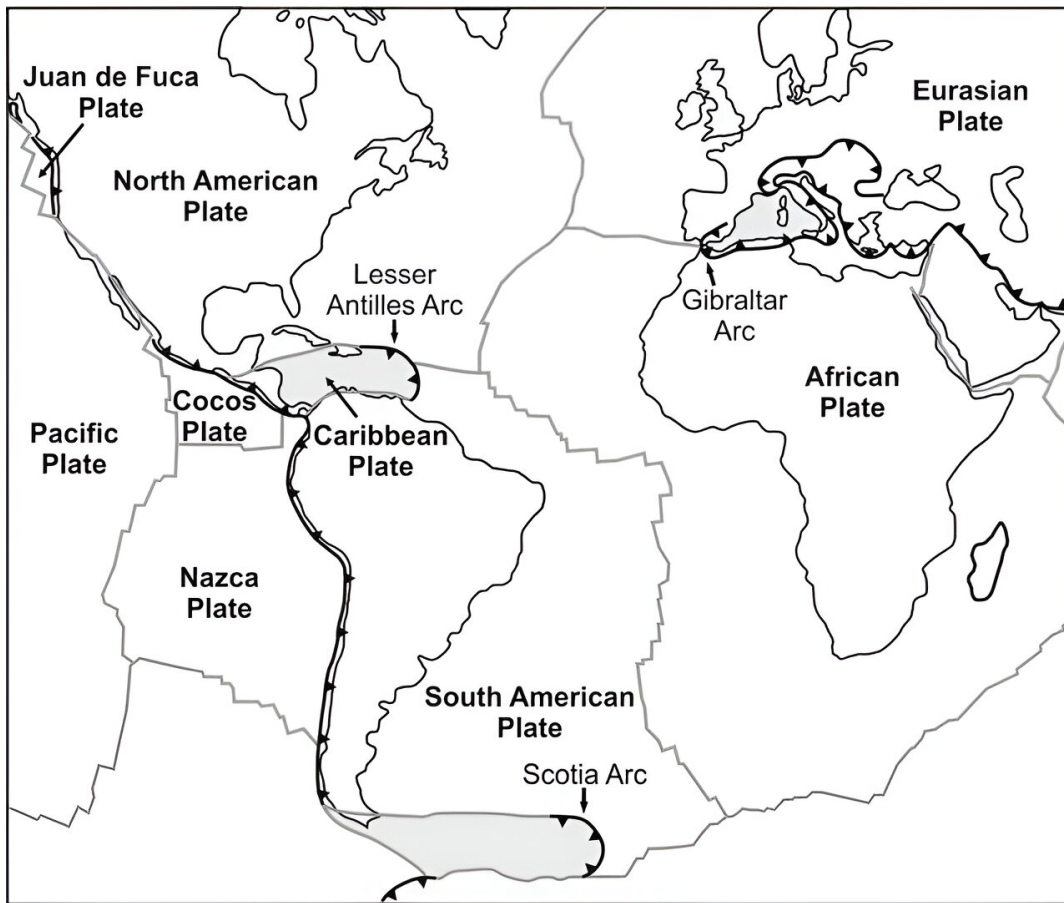 Juan de Fuca
Plate
Eurasian
Plate
North American
Plate
Lesser
Antilles Arc
Gibraltar
Arc
African
Plate
Cocos
Plate
Caribbean
Plate
Pacific
Plate
Nazca
Plate
South American
Plate
Scotia Arc